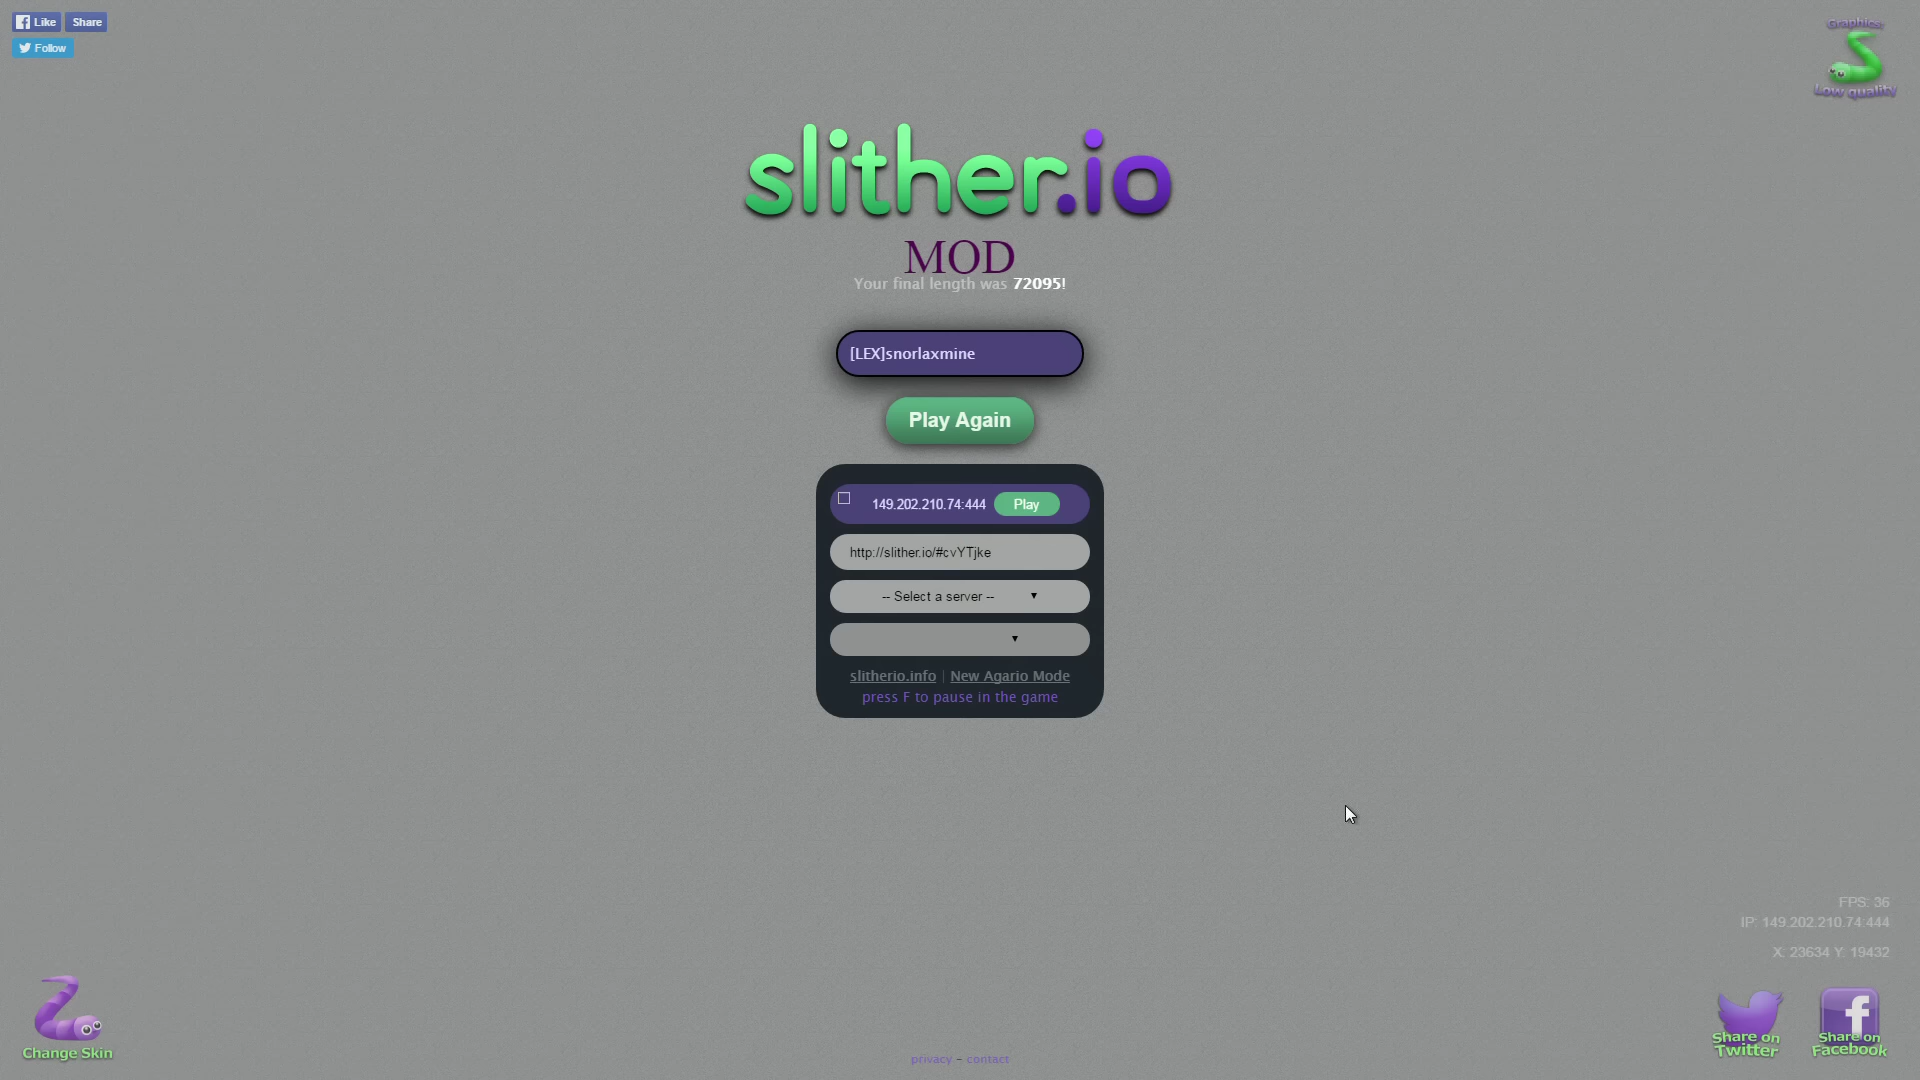 Like Share
Follow
Graphics:
Low quality
slither.io
MOD
Your final length was 72095!
[LEX]snorlaxmine
Play Again
149.202.210.74:444 Play
http://slither.io/#cvYTjke
-- Select a server --
slitherio.info | New Agario Mode
press F to pause in the game
FPS: 36
IP: 149.202.210.74:444
X: 23634 Y: 19432
Change Skin
privacy - contact
Share on
Twitter
Share on
Facebook